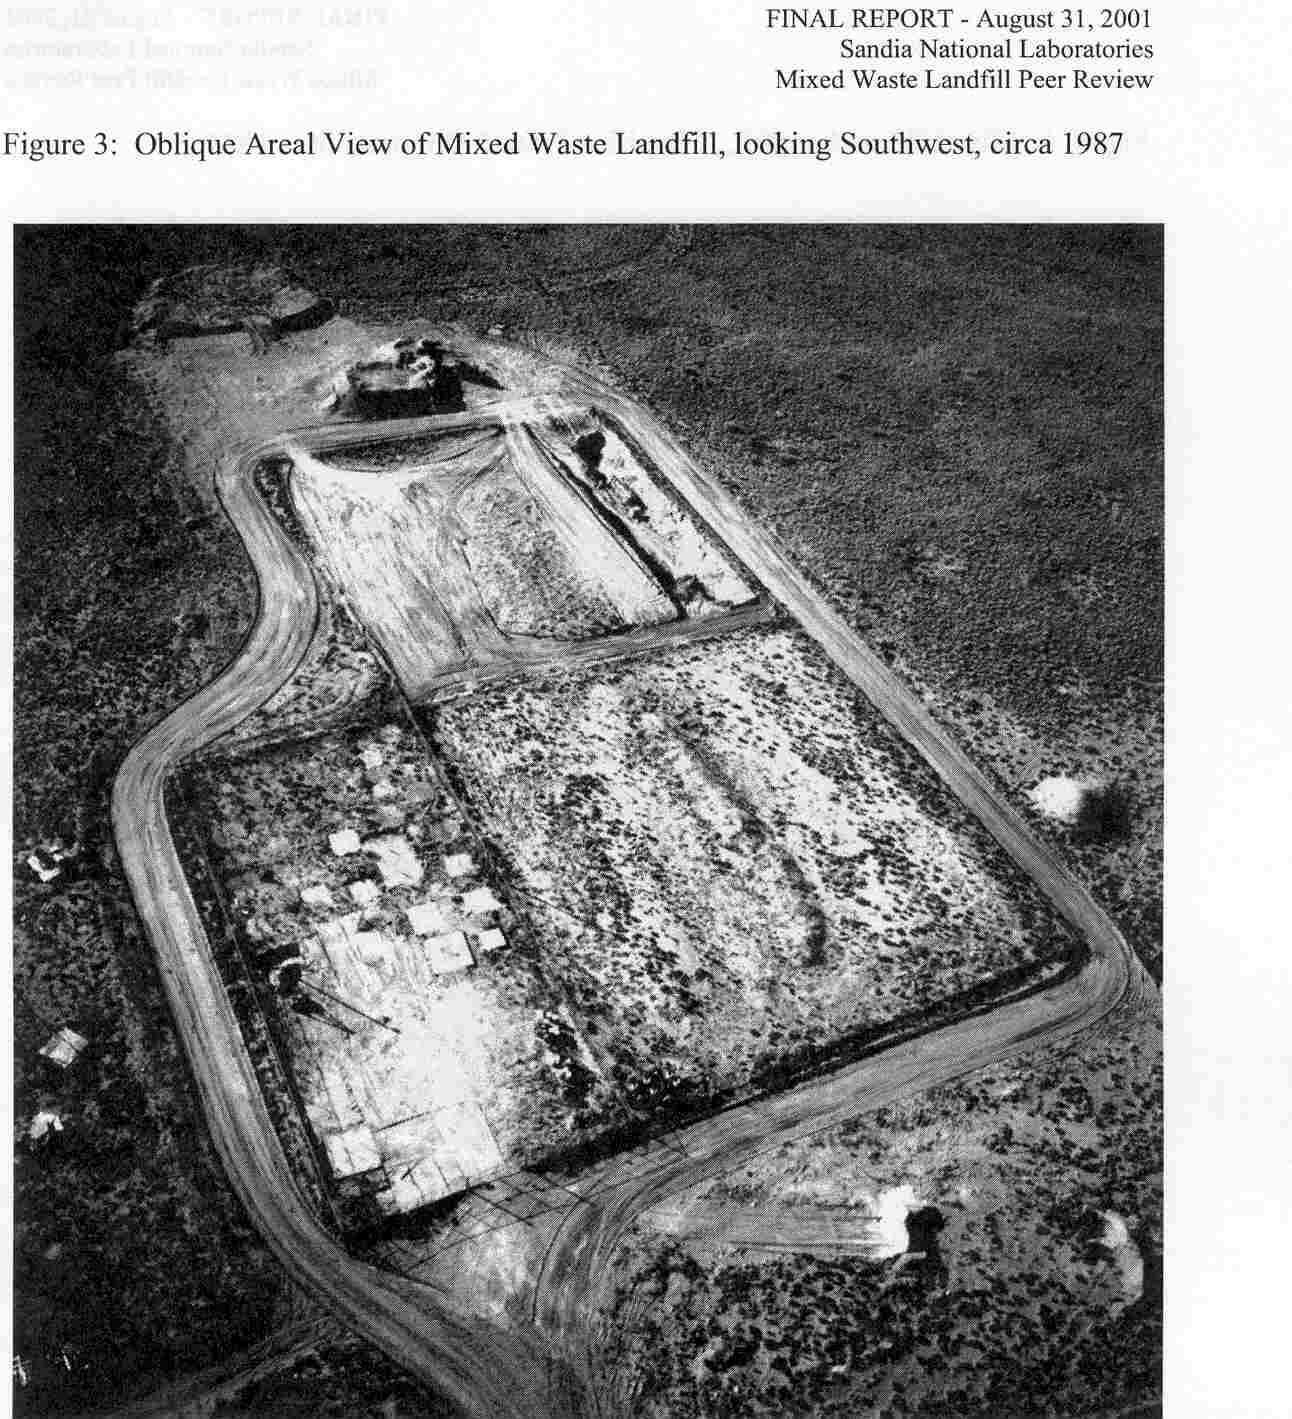 FINAL REPORT - August 31, 2001
Sandia National Laboratories
Mixed Waste Landfill Peer Review
Figure 3: Oblique Areal View of Mixed Waste Landfill, looking Southwest, circa 1987